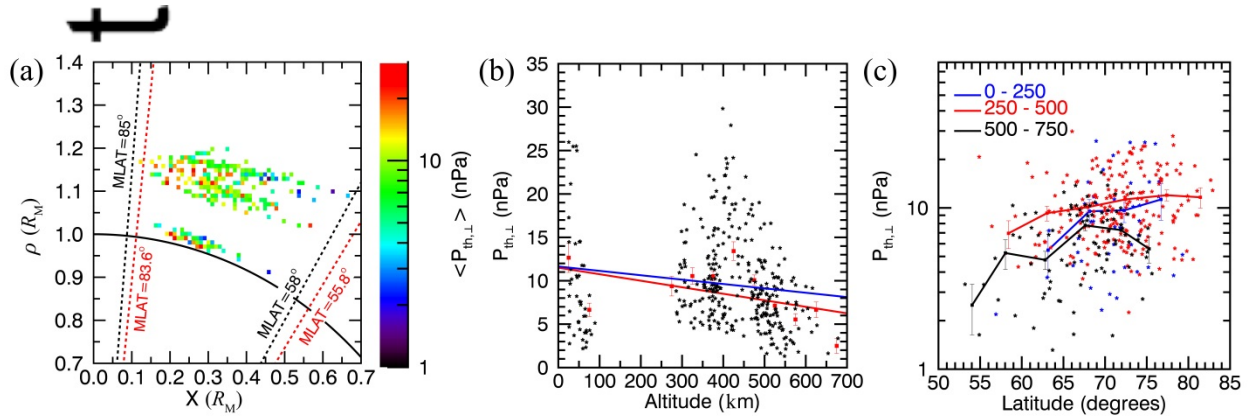 t
(a)
1.4
1.3
1.2
1.1
1.0
0.9
0.8
0.7
ρ (R_M)
0.0 0.1 0.2 0.3 0.4 0.5 0.6 0.7
X (R_M)
MLAT=85°
MLAT=83.6°
MLAT=58°
MLAT=55.8°
10
1
<P_th,⊥> (nPa)
(b)
35
30
25
20
15
10
5
0
P_th,⊥ (nPa)
0 100 200 300 400 500 600 700
Altitude (km)
(c)
0 - 250
250 - 500
500 - 750
10
1
P_th,⊥ (nPa)
50 55 60 65 70 75 80 85
Latitude (degrees)